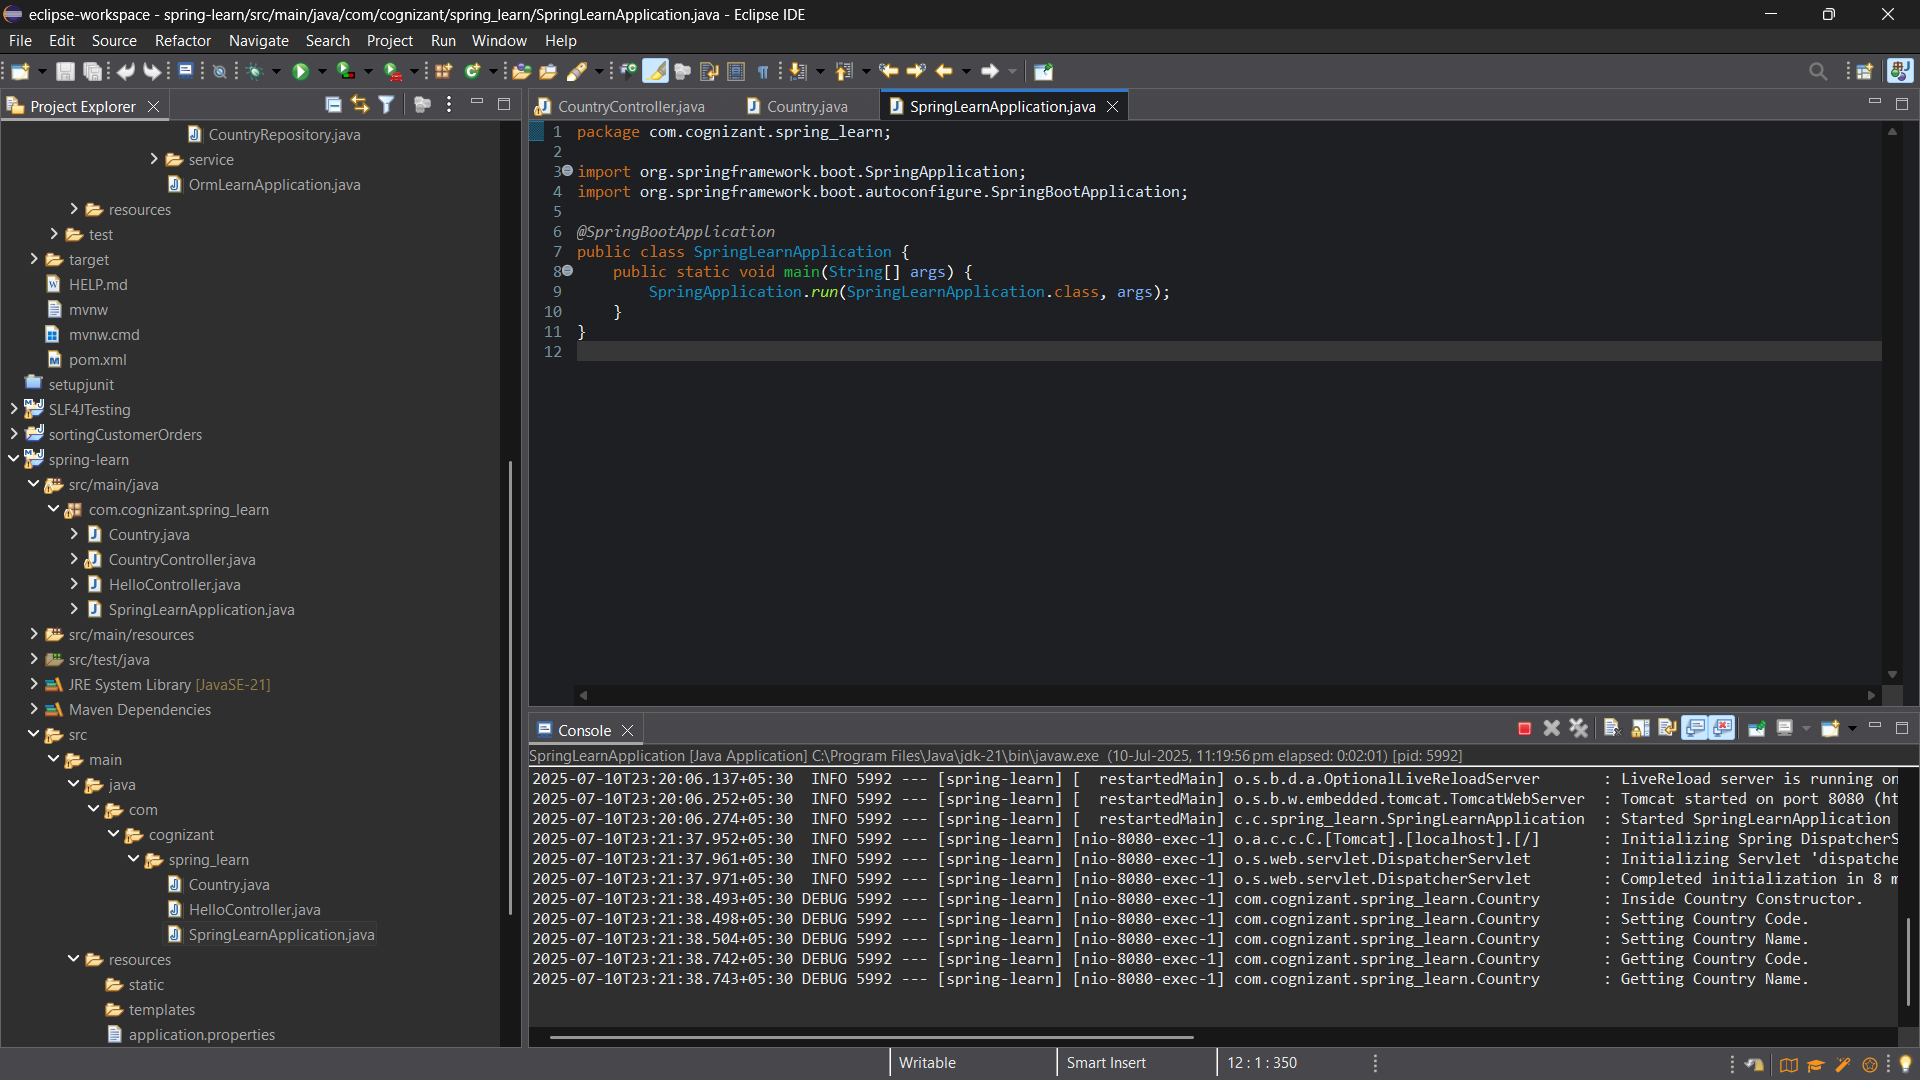 eclipse-workspace - spring-learn/src/main/java/com/cognizant/spring_learn/SpringLearnApplication.java - Eclipse IDE
File Edit Source Refactor Navigate Search Project Run Window Help
Project Explorer
CountryRepository.java
service
OrmLearnApplication.java
resources
test
target
HELP.md
mvnw
mvnw.cmd
pom.xml
setupjunit
SLF4JTesting
sortingCustomerOrders
spring-learn
src/main/java
com.cognizant.spring_learn
Country.java
CountryController.java
HelloController.java
SpringLearnApplication.java
src/main/resources
src/test/java
JRE System Library [JavaSE-21]
Maven Dependencies
src
main
java
com
cognizant
spring_learn
Country.java
HelloController.java
SpringLearnApplication.java
resources
static
templates
application.properties
CountryController.java Country.java SpringLearnApplication.java
1 package com.cognizant.spring_learn;
2
3 import org.springframework.boot.SpringApplication;
4 import org.springframework.boot.autoconfigure.SpringBootApplication;
5
6 @SpringBootApplication
7 public class SpringLearnApplication {
8 public static void main(String[] args) {
9 SpringApplication.run(SpringLearnApplication.class, args);
10 }
11 }
12
Console
SpringLearnApplication [Java Application] C:\Program Files\Java\jdk-21\bin\javaw.exe (10-Jul-2025, 11:19:56 pm elapsed: 0:02:01) [pid: 5992]
2025-07-10T23:20:06.137+05:30 INFO 5992 --- [spring-learn] [ restartedMain] o.s.b.d.a.OptionalLiveReloadServer : LiveReload server is running on
2025-07-10T23:20:06.252+05:30 INFO 5992 --- [spring-learn] [ restartedMain] o.s.b.w.embedded.tomcat.TomcatWebServer : Tomcat started on port 8080 (ht
2025-07-10T23:20:06.274+05:30 INFO 5992 --- [spring-learn] [ restartedMain] c.c.spring_learn.SpringLearnApplication : Started SpringLearnApplication
2025-07-10T23:21:37.952+05:30 INFO 5992 --- [spring-learn] [nio-8080-exec-1] o.a.c.c.C.[Tomcat].[localhost].[/] : Initializing Spring DispatcherS
2025-07-10T23:21:37.961+05:30 INFO 5992 --- [spring-learn] [nio-8080-exec-1] o.s.web.servlet.DispatcherServlet : Initializing Servlet 'dispatche
2025-07-10T23:21:37.971+05:30 INFO 5992 --- [spring-learn] [nio-8080-exec-1] o.s.web.servlet.DispatcherServlet : Completed initialization in 8 m
2025-07-10T23:21:38.493+05:30 DEBUG 5992 --- [spring-learn] [nio-8080-exec-1] com.cognizant.spring_learn.Country : Inside Country Constructor.
2025-07-10T23:21:38.498+05:30 DEBUG 5992 --- [spring-learn] [nio-8080-exec-1] com.cognizant.spring_learn.Country : Setting Country Code.
2025-07-10T23:21:38.504+05:30 DEBUG 5992 --- [spring-learn] [nio-8080-exec-1] com.cognizant.spring_learn.Country : Setting Country Name.
2025-07-10T23:21:38.742+05:30 DEBUG 5992 --- [spring-learn] [nio-8080-exec-1] com.cognizant.spring_learn.Country : Getting Country Code.
2025-07-10T23:21:38.743+05:30 DEBUG 5992 --- [spring-learn] [nio-8080-exec-1] com.cognizant.spring_learn.Country : Getting Country Name.
Writable Smart Insert 12 : 1 : 350